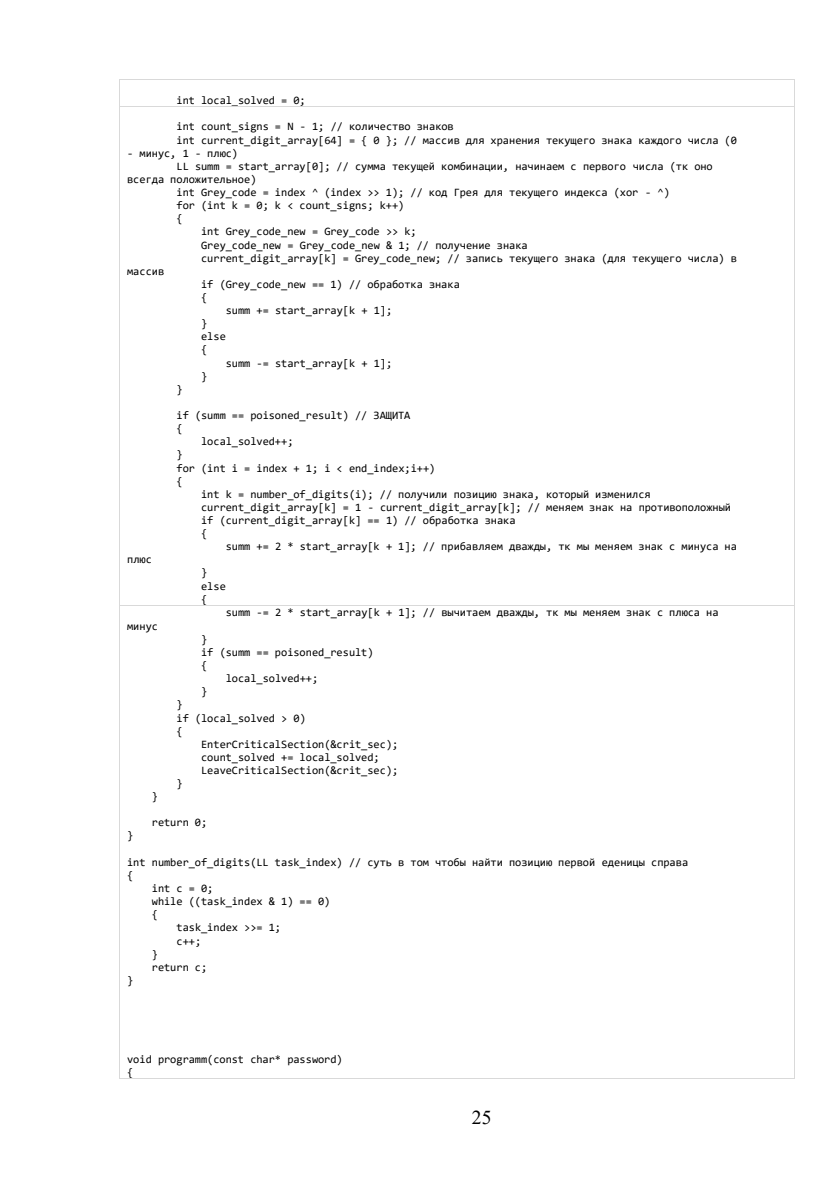 int local_solved = 0;

        int count_signs = N - 1; // количество знаков
        int current_digit_array[64] = { 0 }; // массив для хранения текущего знака каждого числа (0
- минус, 1 - плюс)
        LL summ = start_array[0]; // сумма текущей комбинации, начинаем с первого числа (тк оно
всегда положительное)
        int Grey_code = index ^ (index >> 1); // код Грея для текущего индекса (xor - ^)
        for (int k = 0; k < count_signs; k++)
        {
            int Grey_code_new = Grey_code >> k;
            Grey_code_new = Grey_code_new & 1; // получение знака
            current_digit_array[k] = Grey_code_new; // запись текущего знака (для текущего числа) в
массив
            if (Grey_code_new == 1) // обработка знака
            {
                summ += start_array[k + 1];
            }
            else
            {
                summ -= start_array[k + 1];
            }
        }

        if (summ == poisoned_result) // ЗАЩИТА
        {
            local_solved++;
        }
        for (int i = index + 1; i < end_index;i++)
        {
            int k = number_of_digits(i); // получили позицию знака, который изменился
            current_digit_array[k] = 1 - current_digit_array[k]; // меняем знак на противоположный
            if (current_digit_array[k] == 1) // обработка знака
            {
                summ += 2 * start_array[k + 1]; // прибавляем дважды, тк мы меняем знак с минуса на
плюс
            }
            else
            {
                summ -= 2 * start_array[k + 1]; // вычитаем дважды, тк мы меняем знак с плюса на
минус
            }
            if (summ == poisoned_result)
            {
                local_solved++;
            }
        }
        if (local_solved > 0)
        {
            EnterCriticalSection(&crit_sec);
            count_solved += local_solved;
            LeaveCriticalSection(&crit_sec);
        }
    }

    return 0;
}

int number_of_digits(LL task_index) // суть в том чтобы найти позицию первой еденицы справа
{
    int c = 0;
    while ((task_index & 1) == 0)
    {
        task_index >>= 1;
        c++;
    }
    return c;
}

void programm(const char* password)
{
25